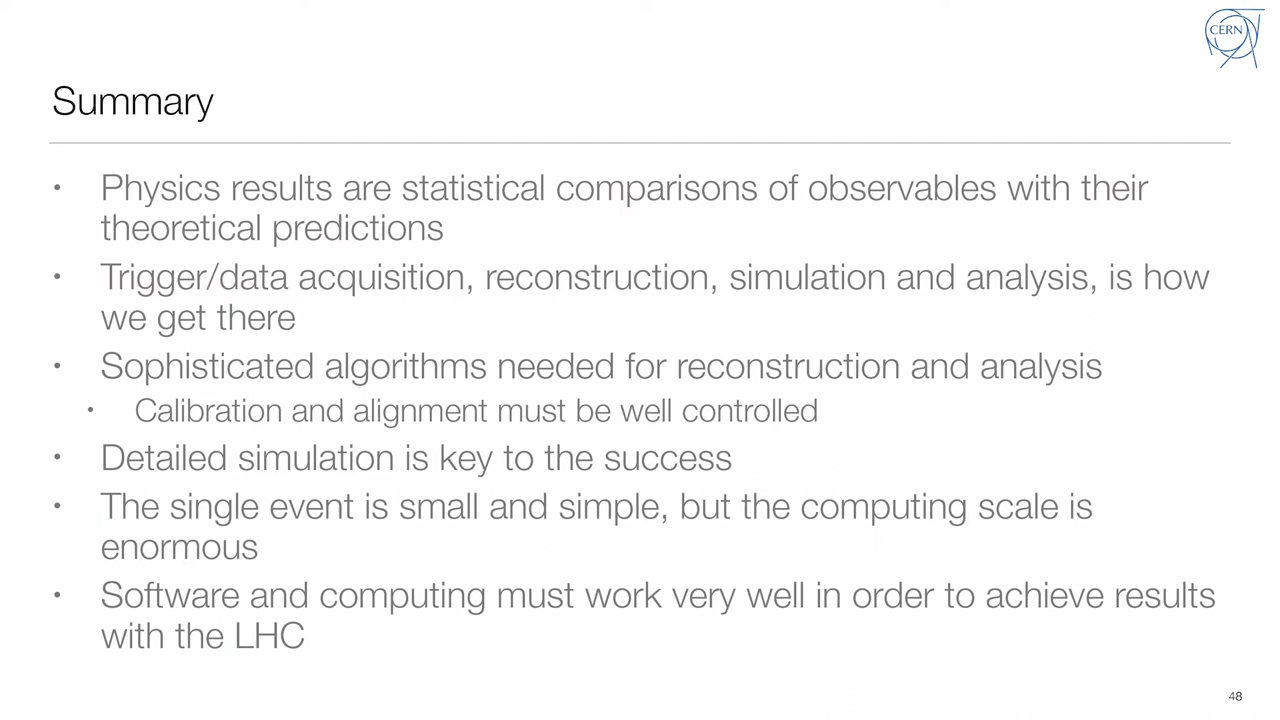 CERN
Summary
• Physics results are statistical comparisons of observables with their
theoretical predictions
• Trigger/data acquisition, reconstruction, simulation and analysis, is how
we get there
• Sophisticated algorithms needed for reconstruction and analysis
• Calibration and alignment must be well controlled
• Detailed simulation is key to the success
• The single event is small and simple, but the computing scale is
enormous
• Software and computing must work very well in order to achieve results
with the LHC
48